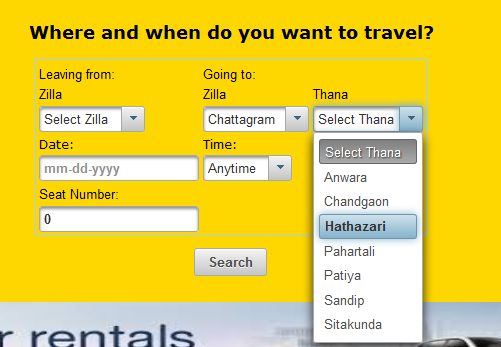 Where and when do you want to travel?
Leaving from: Going to:
Zilla Zilla Thana
Select Zilla Chattagram Select Thana
Select Thana
Anwara
Chandgaon
Hathazari
Pahartali
Patiya
Sandip
Sitakunda
Date: Time:
mm-dd-yyyy Anytime
Seat Number:
0
Search
r rentals